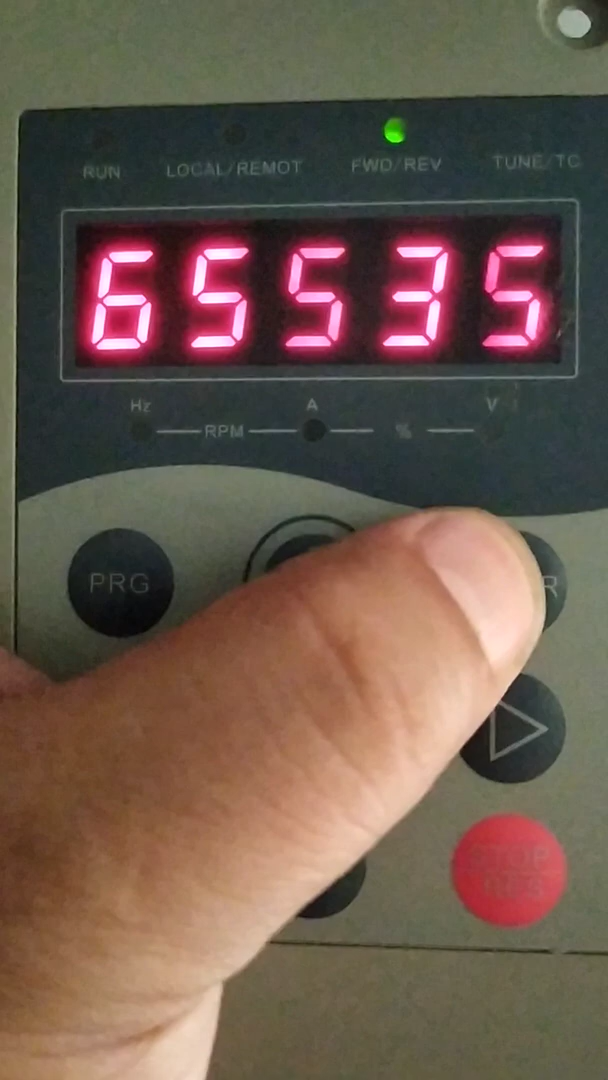 RUN LOCAL/REMOT FWD/REV TUNE/TC
65535
Hz A V
RPM %
PRG
R
STOP
RES